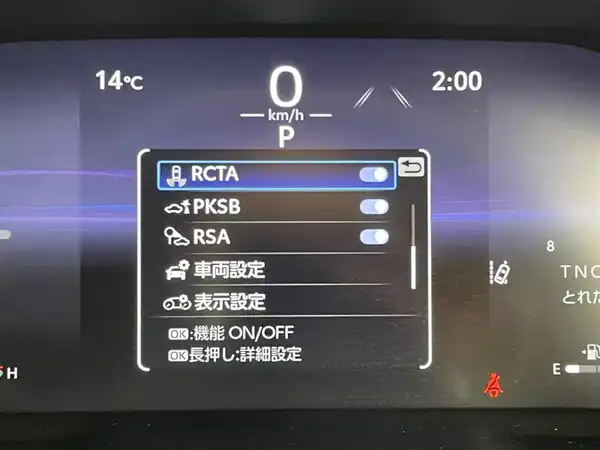 14℃
0
2:00
km/h
P
RCTA
PKSB
RSA
車両設定
表示設定
OK:機能 ON/OFF
OK長押し:詳細設定
8
TNC
とれた
H
E